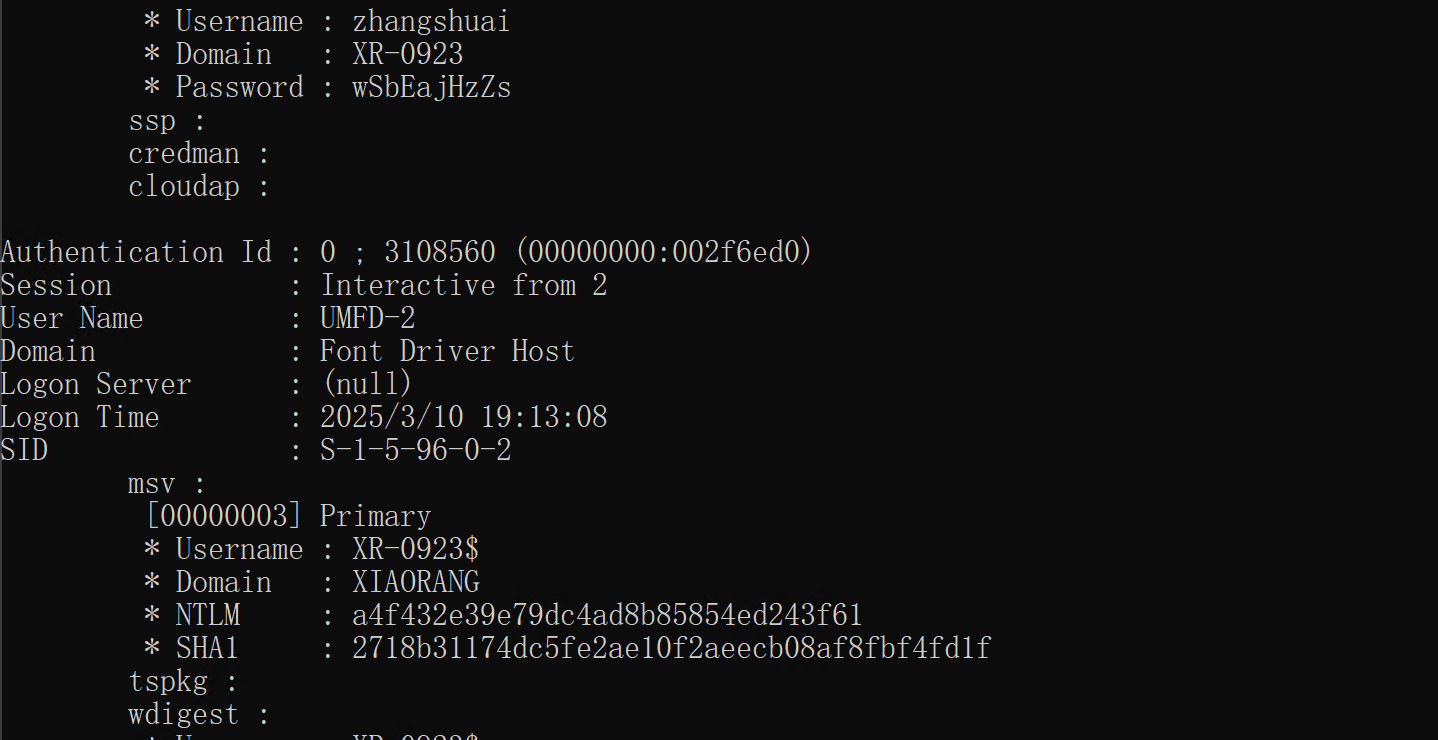 * Username : zhangshuai
* Domain : XR-0923
* Password : wSbEajHzZs
ssp :
credman :
cloudap :
Authentication Id : 0 ; 3108560 (00000000:002f6ed0)
Session : Interactive from 2
User Name : UMFD-2
Domain : Font Driver Host
Logon Server : (null)
Logon Time : 2025/3/10 19:13:08
SID : S-1-5-96-0-2
msv :
[00000003] Primary
* Username : XR-0923$
* Domain : XIAORANG
* NTLM : a4f432e39e79dc4ad8b85854ed243f61
* SHA1 : 2718b31174dc5fe2ae10f2aeecb08af8fbf4fd1f
tspkg :
wdigest :